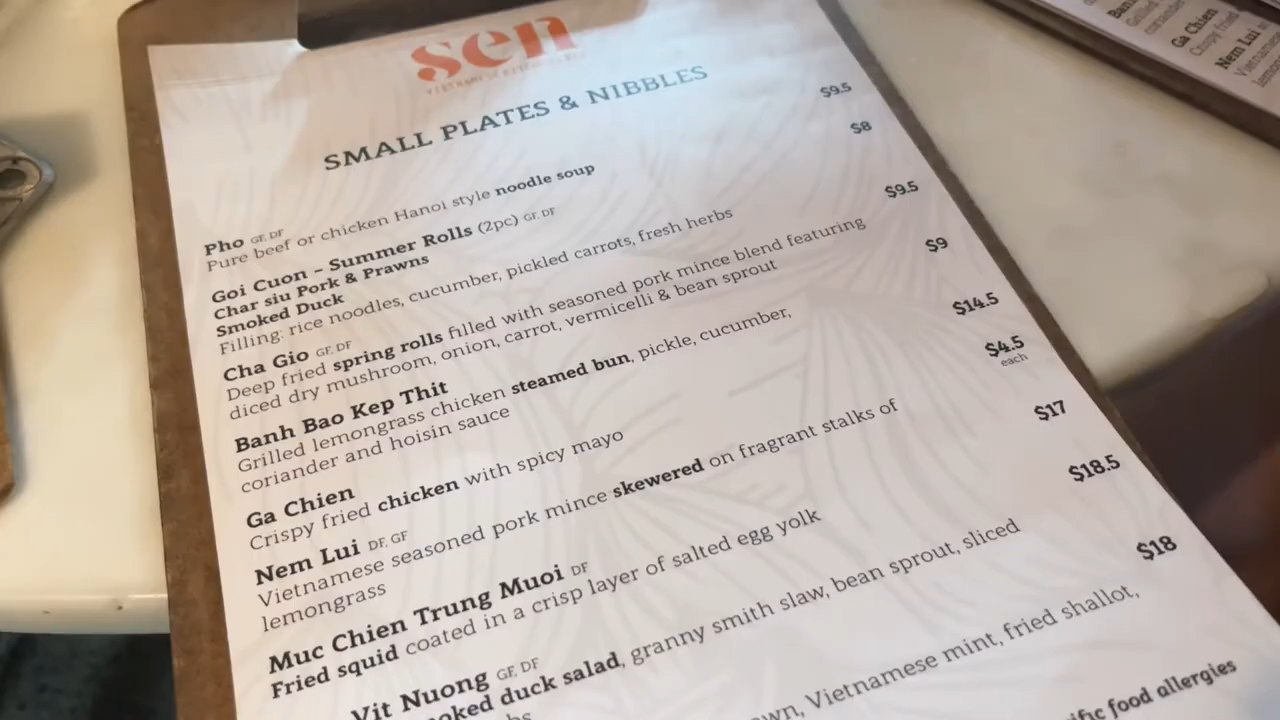 sen
SMALL PLATES & NIBBLES
Pho GF, DF $9.5
Pure beef or chicken Hanoi style noodle soup
Goi Cuon – Summer Rolls (2pc) GF, DF $8
Char siu Pork & Prawns
Smoked Duck
Filling: rice noodles, cucumber, pickled carrots, fresh herbs
Cha Gio GF, DF $9.5
Deep fried spring rolls filled with seasoned pork mince blend featuring
diced dry mushroom, onion, carrot, vermicelli & bean sprout
Banh Bao Kep Thit $9
Grilled lemongrass chicken steamed bun, pickle, cucumber,
coriander and hoisin sauce
Ga Chien $14.5
Crispy fried chicken with spicy mayo
Nem Lui DF, GF $4.5
each
Vietnamese seasoned pork mince skewered on fragrant stalks of
lemongrass
Muc Chien Trung Muoi DF $17
Fried squid coated in a crisp layer of salted egg yolk
Vit Nuong GF, DF $18.5
duck salad, granny smith slaw, bean sprout, sliced
$18
Vietnamese mint, fried shallot,
food allergies
Ga Chien
Crispy fried
Nem Lui